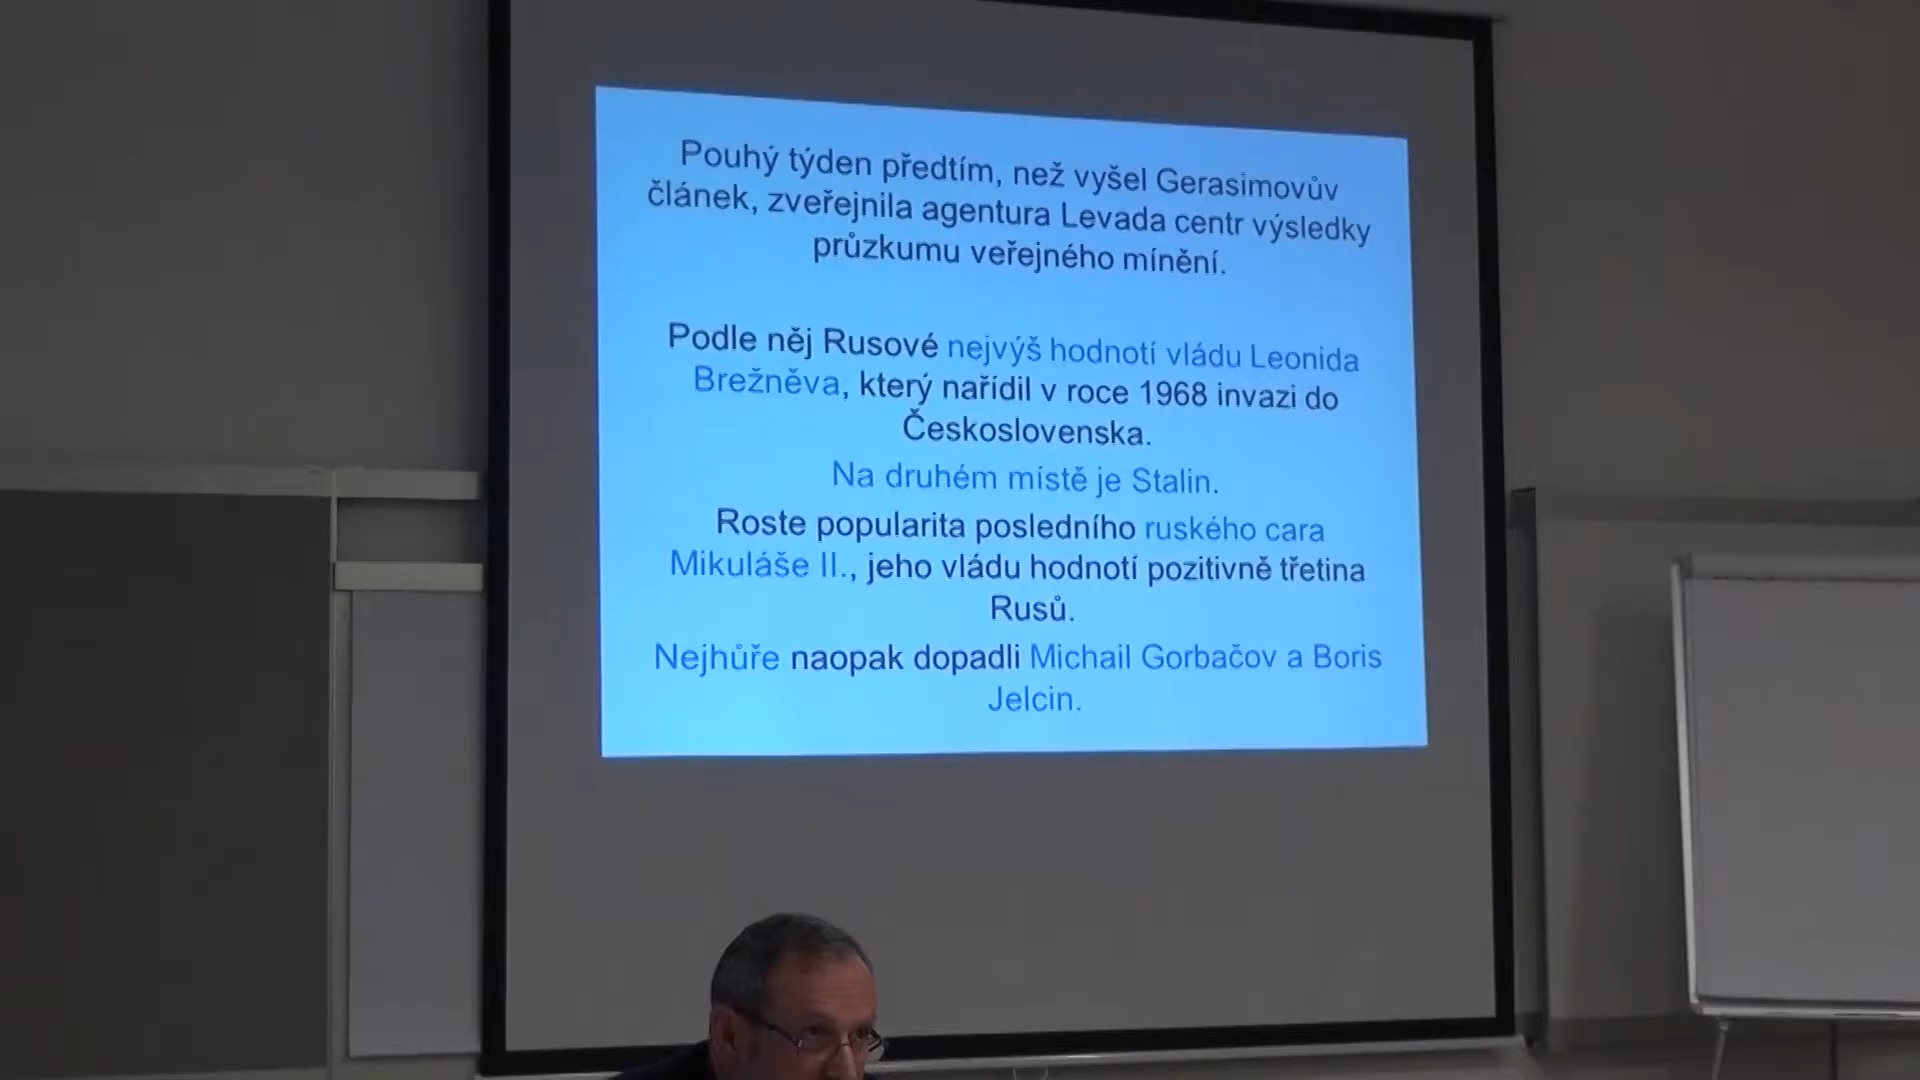 Pouhý týden předtím, než vyšel Gerasimovův
článek, zveřejnila agentura Levada centr výsledky
průzkumu veřejného mínění.
Podle něj Rusové nejvýš hodnotí vládu Leonida
Brežněva, který nařídil v roce 1968 invazi do
Československa.
Na druhém místě je Stalin.
Roste popularita posledního ruského cara
Mikuláše II., jeho vládu hodnotí pozitivně třetina
Rusů.
Nejhůře naopak dopadli Michail Gorbačov a Boris
Jelcin.